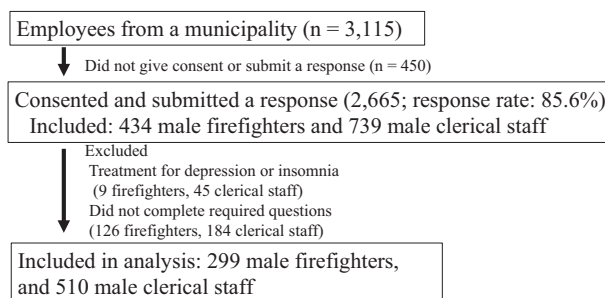 Employees from a municipality (n = 3,115)
Did not give consent or submit a response (n = 450)
Consented and submitted a response (2,665; response rate: 85.6%)
Included: 434 male firefighters and 739 male clerical staff
Excluded
Treatment for depression or insomnia
(9 firefighters, 45 clerical staff)
Did not complete required questions
(126 firefighters, 184 clerical staff)
Included in analysis: 299 male firefighters,
and 510 male clerical staff